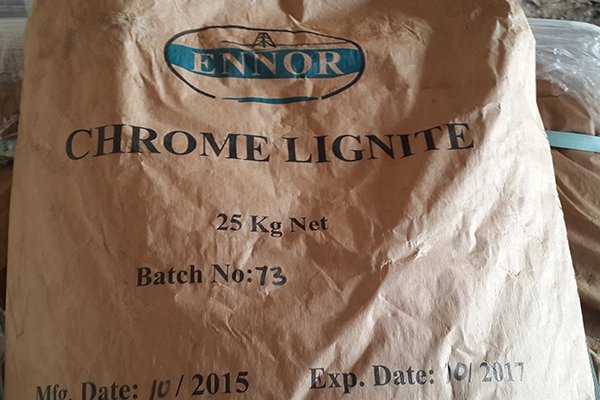 ENNOR
CHROME LIGNITE
25 Kg Net
Batch No: 73
Mfg. Date: 10 / 2015 Exp. Date: 10/ 2017